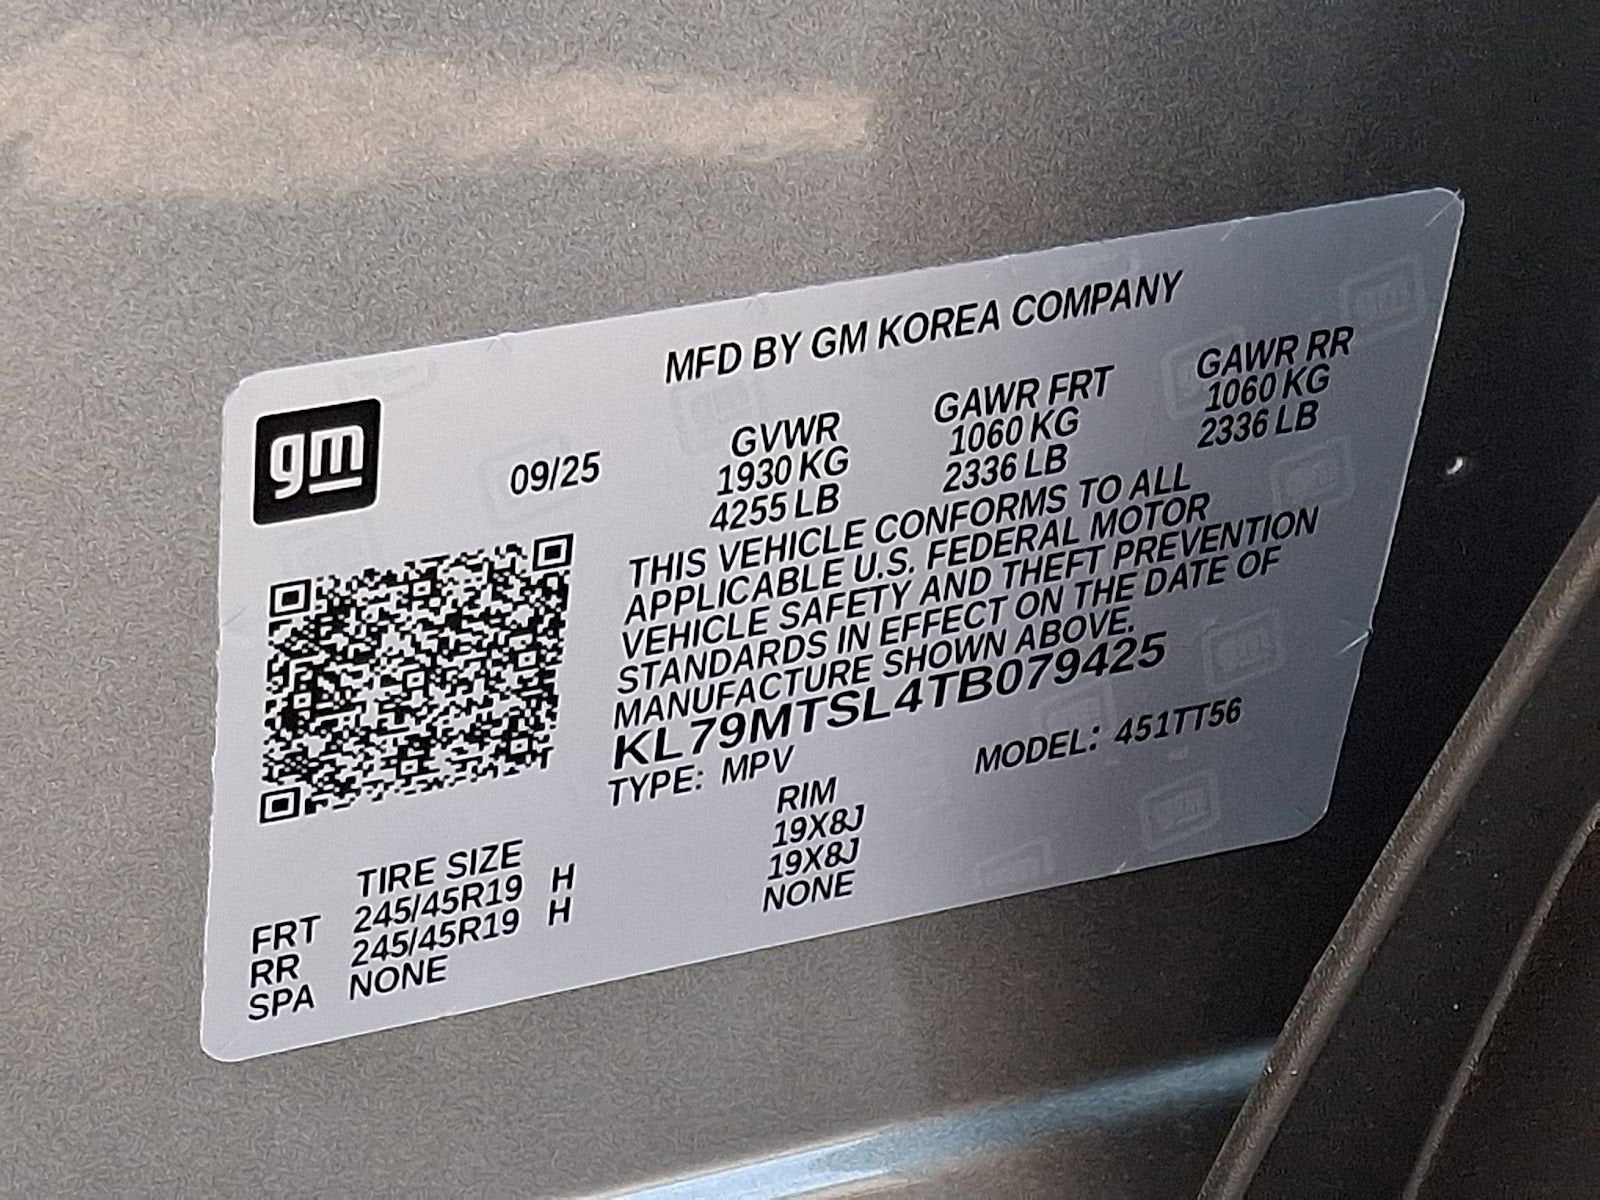 MFD BY GM KOREA COMPANY
gm
09/25
GVWR GAWR FRT GAWR RR
1930 KG 1060 KG 1060 KG
4255 LB 2336 LB 2336 LB
THIS VEHICLE CONFORMS TO ALL
APPLICABLE U.S. FEDERAL MOTOR
VEHICLE SAFETY AND THEFT PREVENTION
STANDARDS IN EFFECT ON THE DATE OF
MANUFACTURE SHOWN ABOVE.
KL79MTSL4TB079425
TYPE: MPV MODEL: 451TT56
TIRE SIZE RIM
FRT 245/45R19 H 19X8J
RR 245/45R19 H 19X8J
SPA NONE NONE